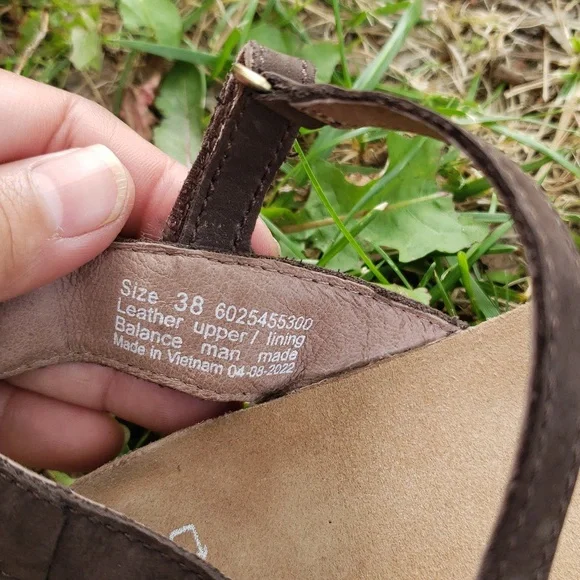 Size 38 6025455300
Leather upper/ lining
Balance man made
Made in Vietnam 04-08-2022